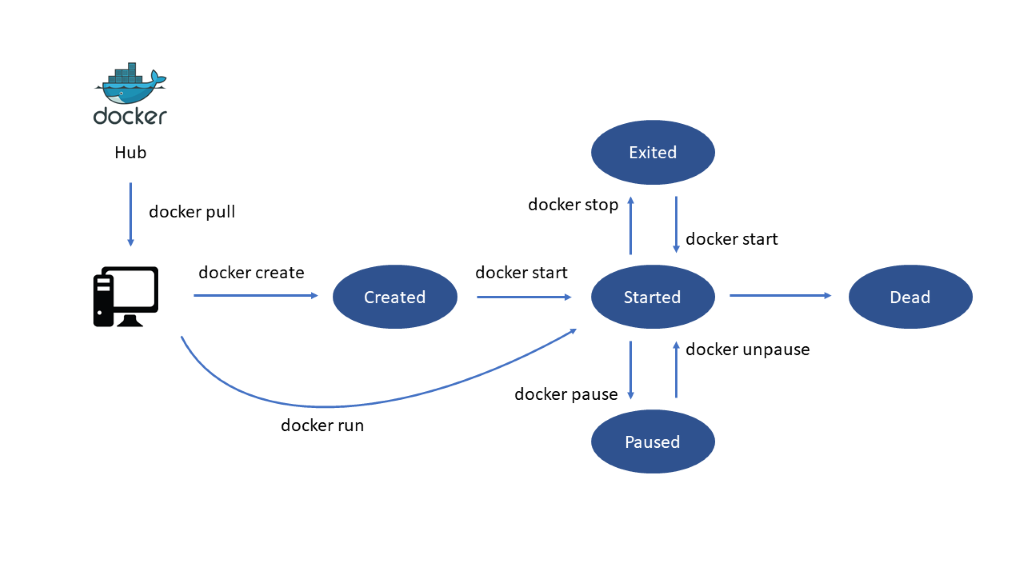 docker
Hub
docker pull
docker create
Created
docker start
docker run
Exited
docker stop
docker start
Started
Dead
docker pause
docker unpause
Paused